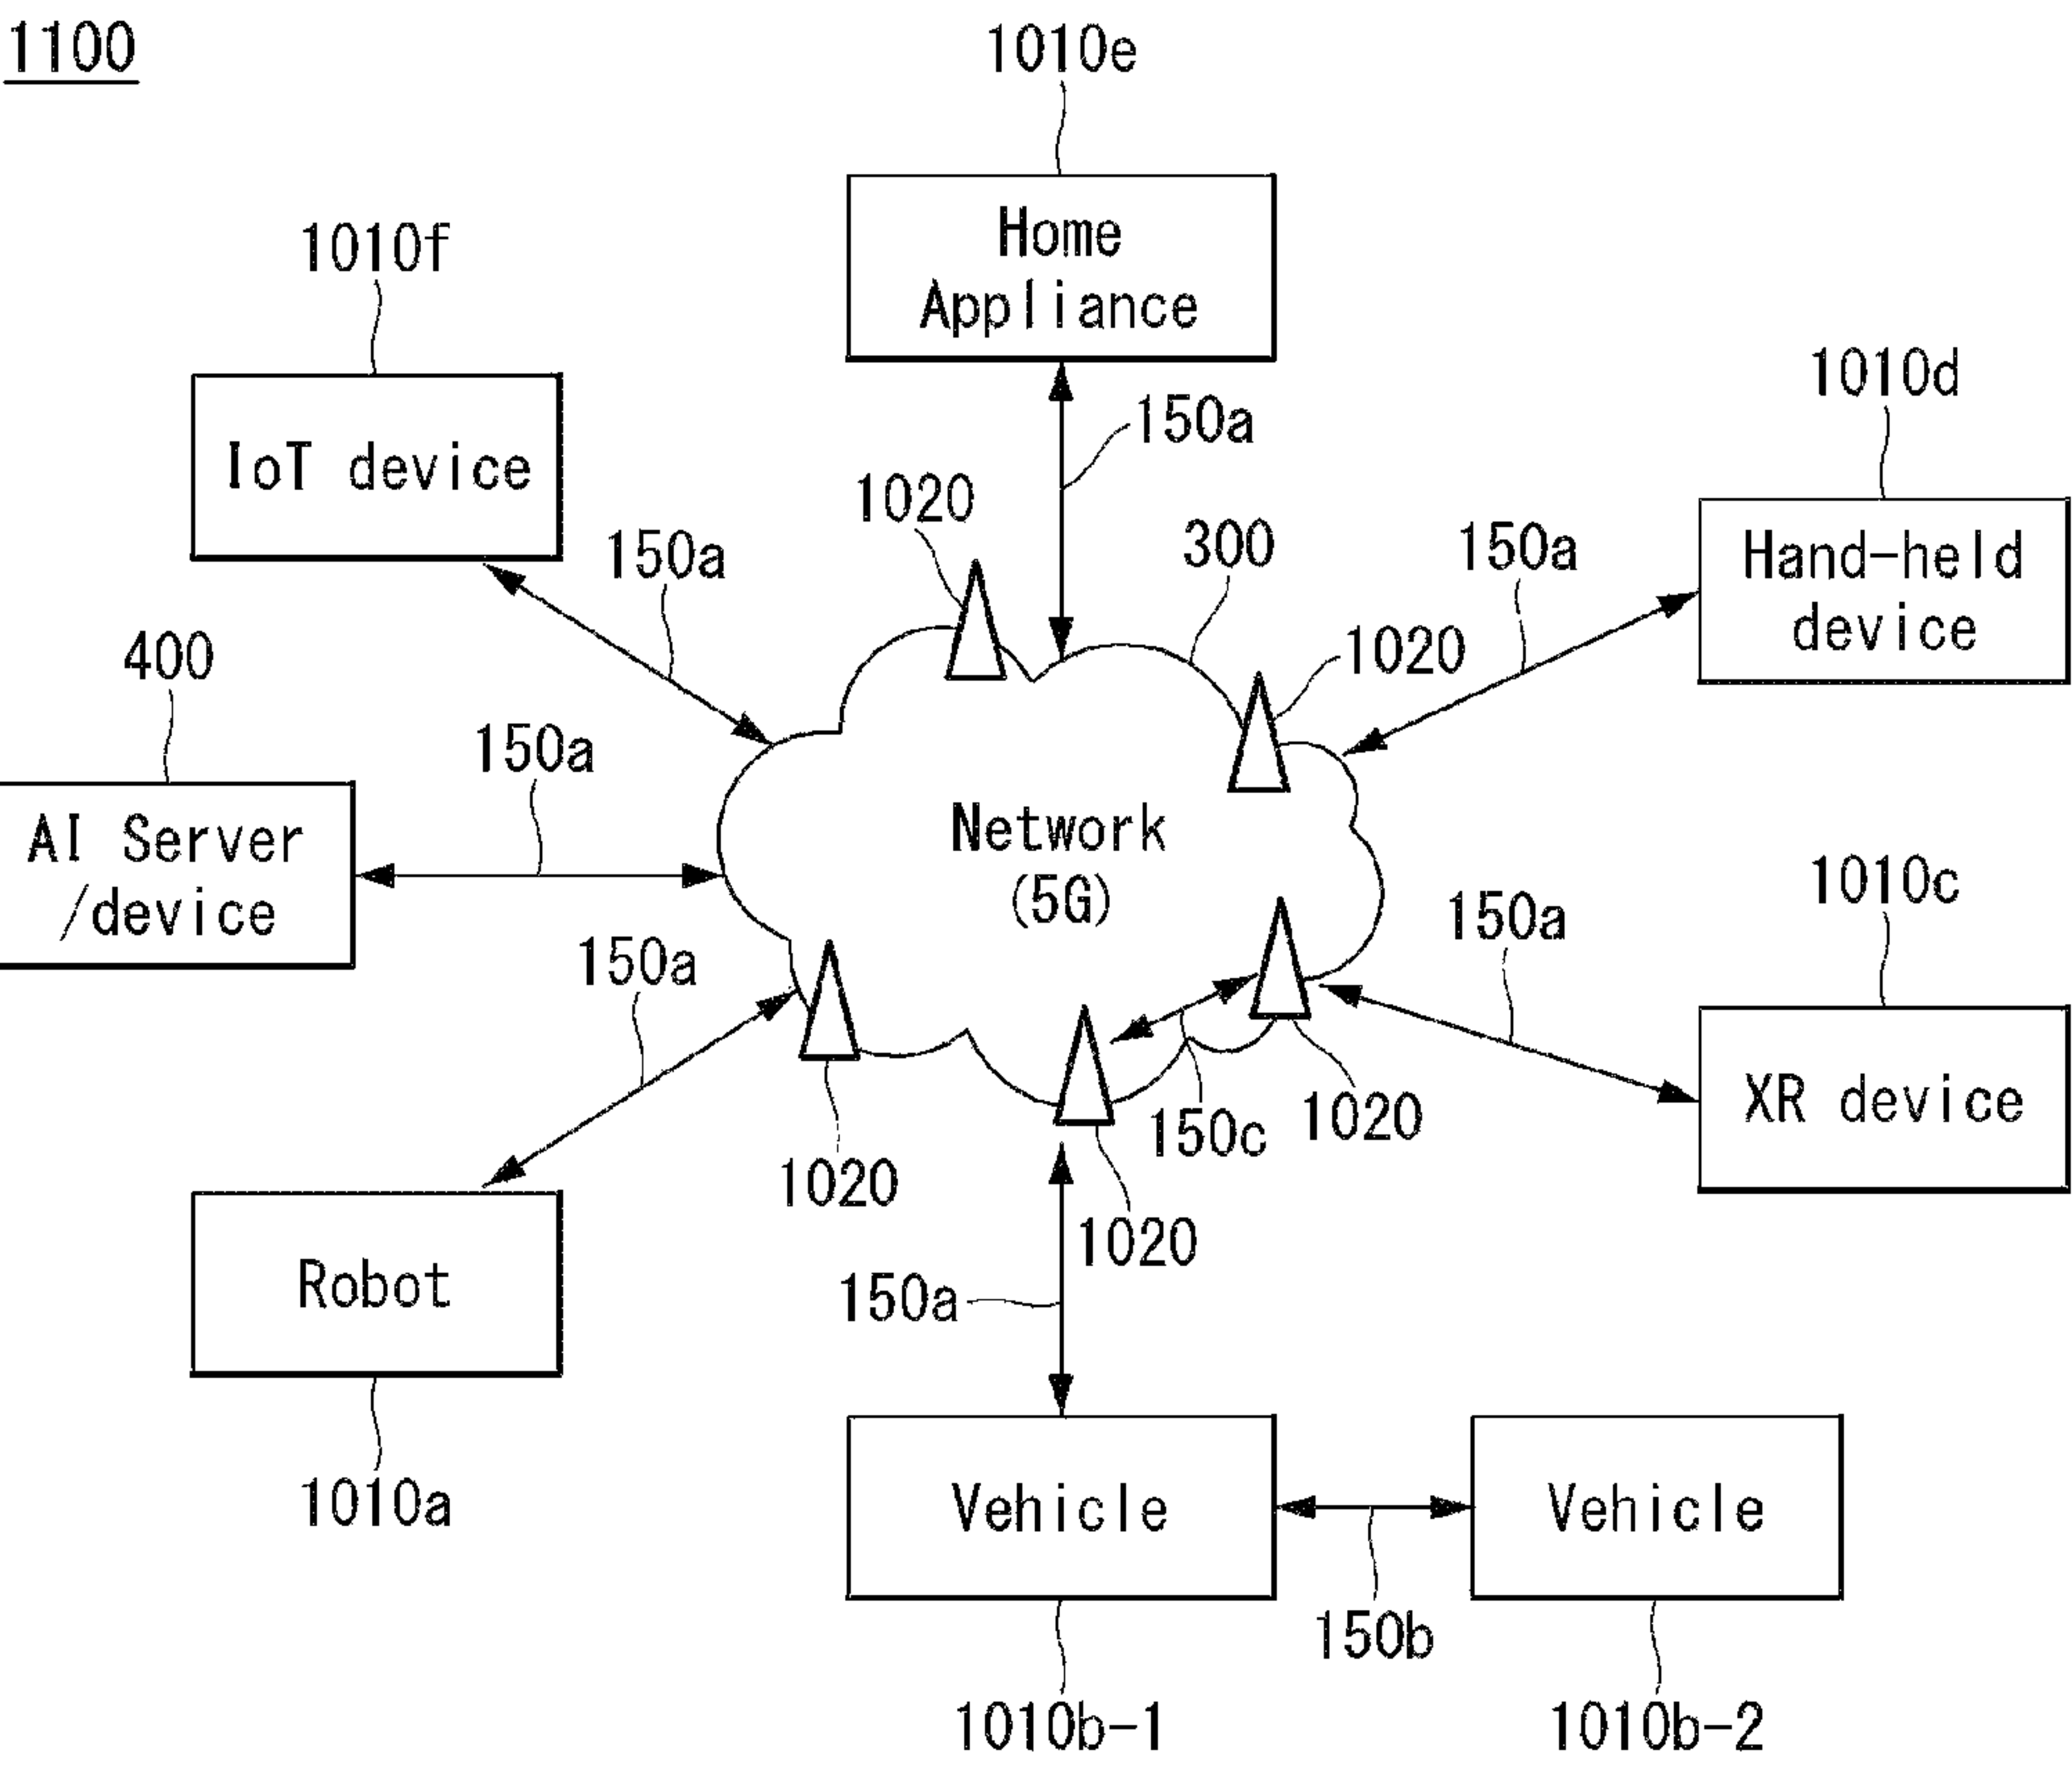 1100
1010e
Home
Appliance
1010f
IoT device
150a
1010d
Hand-held
device
1020
150a
300
150a
1020
400
AI Server
/device
150a
Network
(5G)
1010c
XR device
150a
150a
150c
1020
1020
1020
Robot
1010a
150a
Vehicle
Vehicle
150b
1010b-1
1010b-2